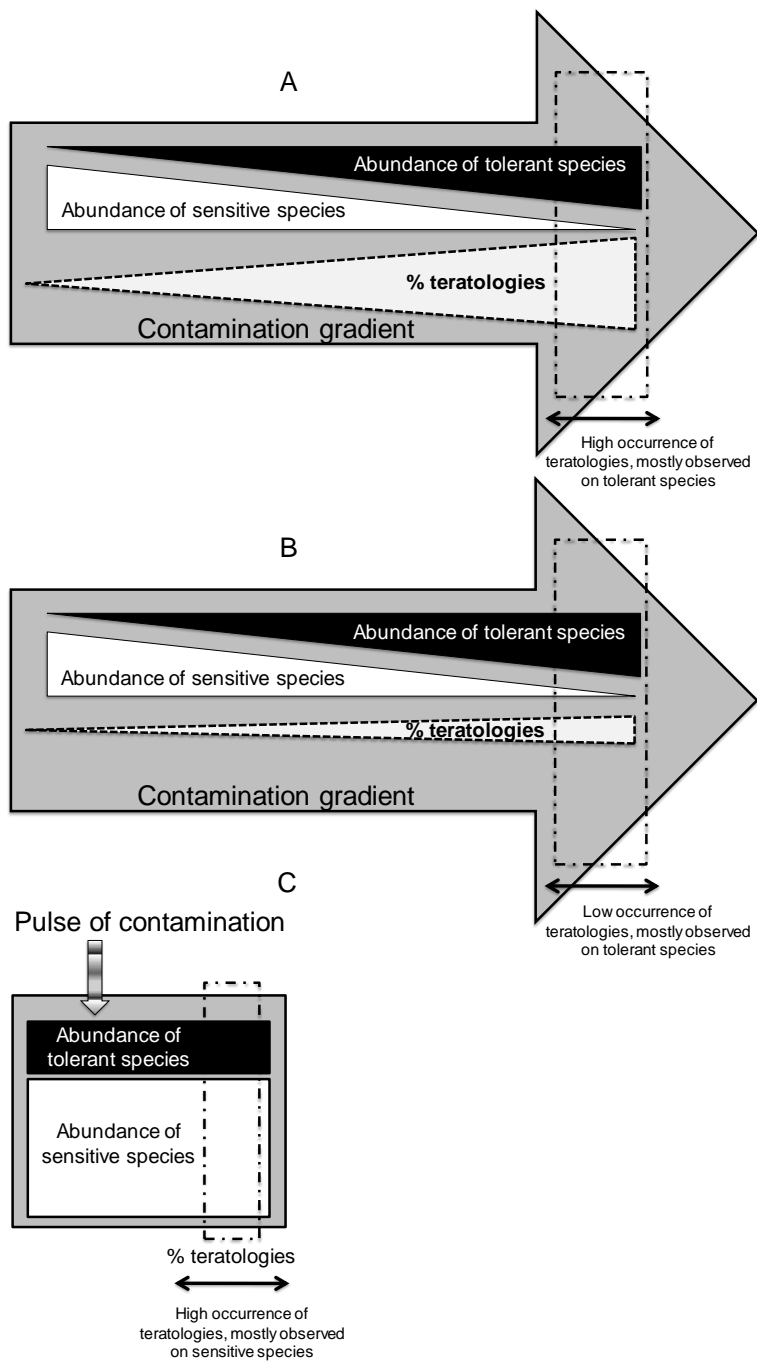 A
Abundance of tolerant species
Abundance of sensitive species
% teratologies
Contamination gradient
High occurrence of
teratologies, mostly observed
on tolerant species
B
Abundance of tolerant species
Abundance of sensitive species
% teratologies
Contamination gradient
Low occurrence of
teratologies, mostly observed
on tolerant species
C
Pulse of contamination
Abundance of
tolerant species
Abundance of
sensitive species
% teratologies
High occurrence of
teratologies, mostly observed
on sensitive species